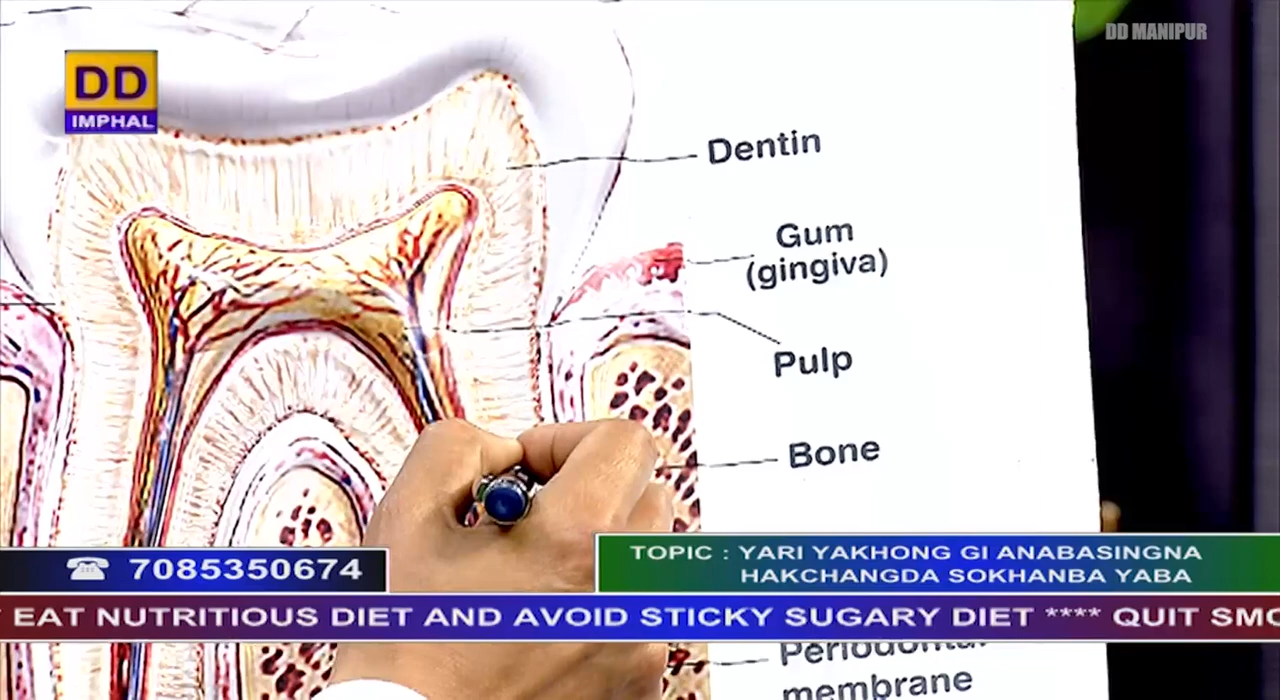 DD MANIPUR
DD
IMPHAL
Dentin
Gum
(gingiva)
Pulp
Bone
7085350674
TOPIC : YARI YAKHONG GI ANABASINGNA
HAKCHANGDA SOKHANBA YABA
EAT NUTRITIOUS DIET AND AVOID STICKY SUGARY DIET **** QUIT
Periodontal
membrane